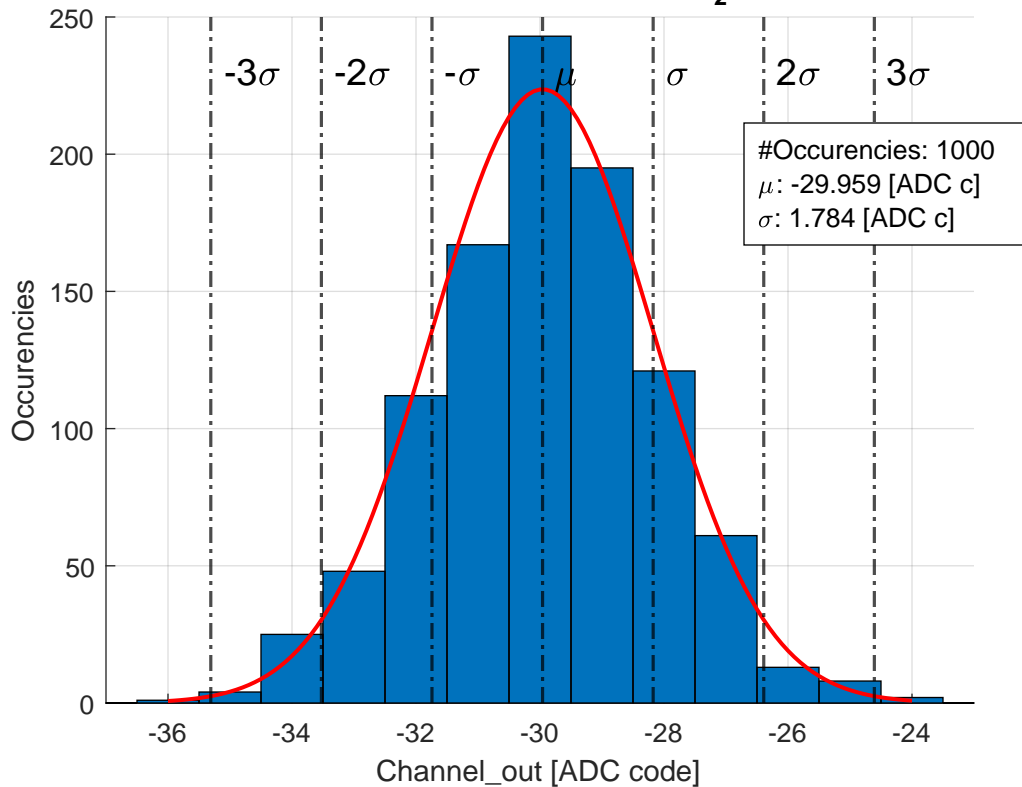 2
250
200
150
100
50
0
-3σ
-2σ
-σ
μ
σ
2σ
3σ
#Occurencies: 1000
μ: -29.959 [ADC c]
σ: 1.784 [ADC c]
Occurencies
-36
-34
-32
-30
-28
-26
-24
Channel_out [ADC code]